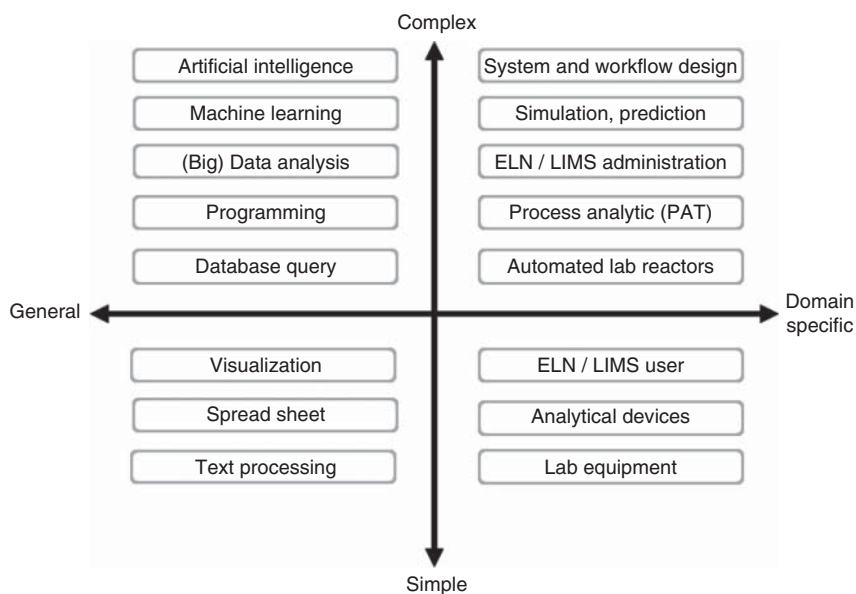 Complex
Artificial intelligence
System and workflow design
Machine learning
Simulation, prediction
(Big) Data analysis
ELN / LIMS administration
Programming
Process analytic (PAT)
Database query
Automated lab reactors
General
Domain
specific
Visualization
ELN / LIMS user
Spread sheet
Analytical devices
Text processing
Lab equipment
Simple